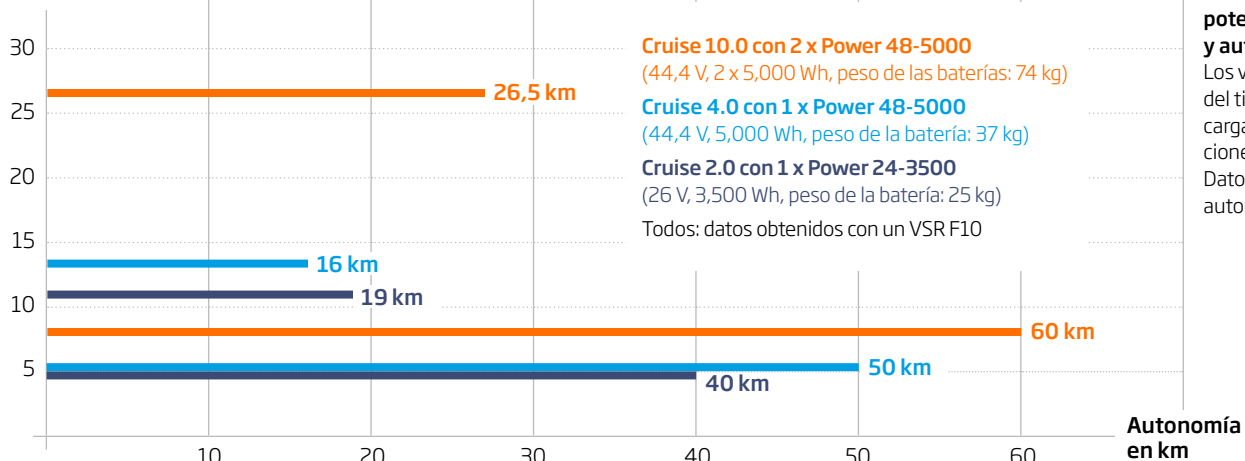 30
25
20
15
10
5
26,5 km
16 km
19 km
60 km
50 km
40 km
Cruise 10.0 con 2 x Power 48-5000
(44,4 V, 2 x 5,000 Wh, peso de las baterías: 74 kg)
Cruise 4.0 con 1 x Power 48-5000
(44,4 V, 5,000 Wh, peso de la batería: 37 kg)
Cruise 2.0 con 1 x Power 24-3500
(26 V, 3,500 Wh, peso de la batería: 25 kg)
Todos: datos obtenidos con un VSR F10
10 20 30 40 50 60
Autonomía
en km
pote
y au
Los v
del ti
carga
cione
Dato
auto